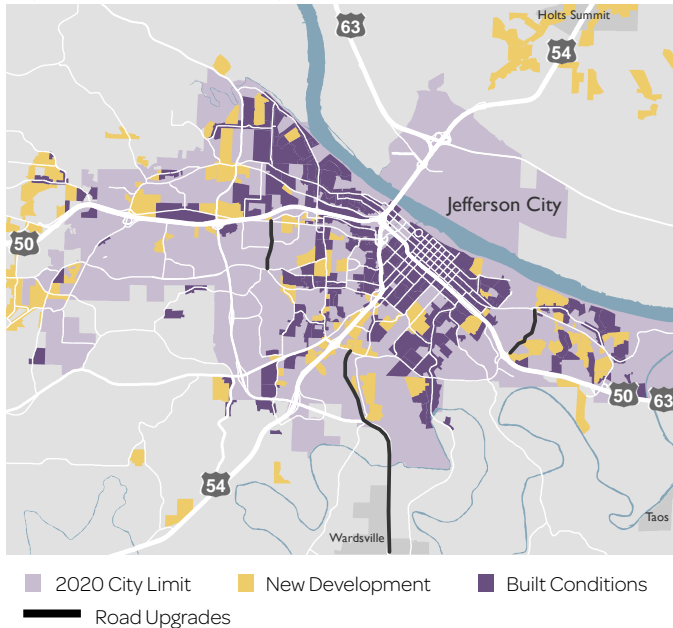 Holts Summit
63
54
Jefferson City
50
50
63
54
Taos
Wardsville
2020 City Limit
New Development
Built Conditions
Road Upgrades